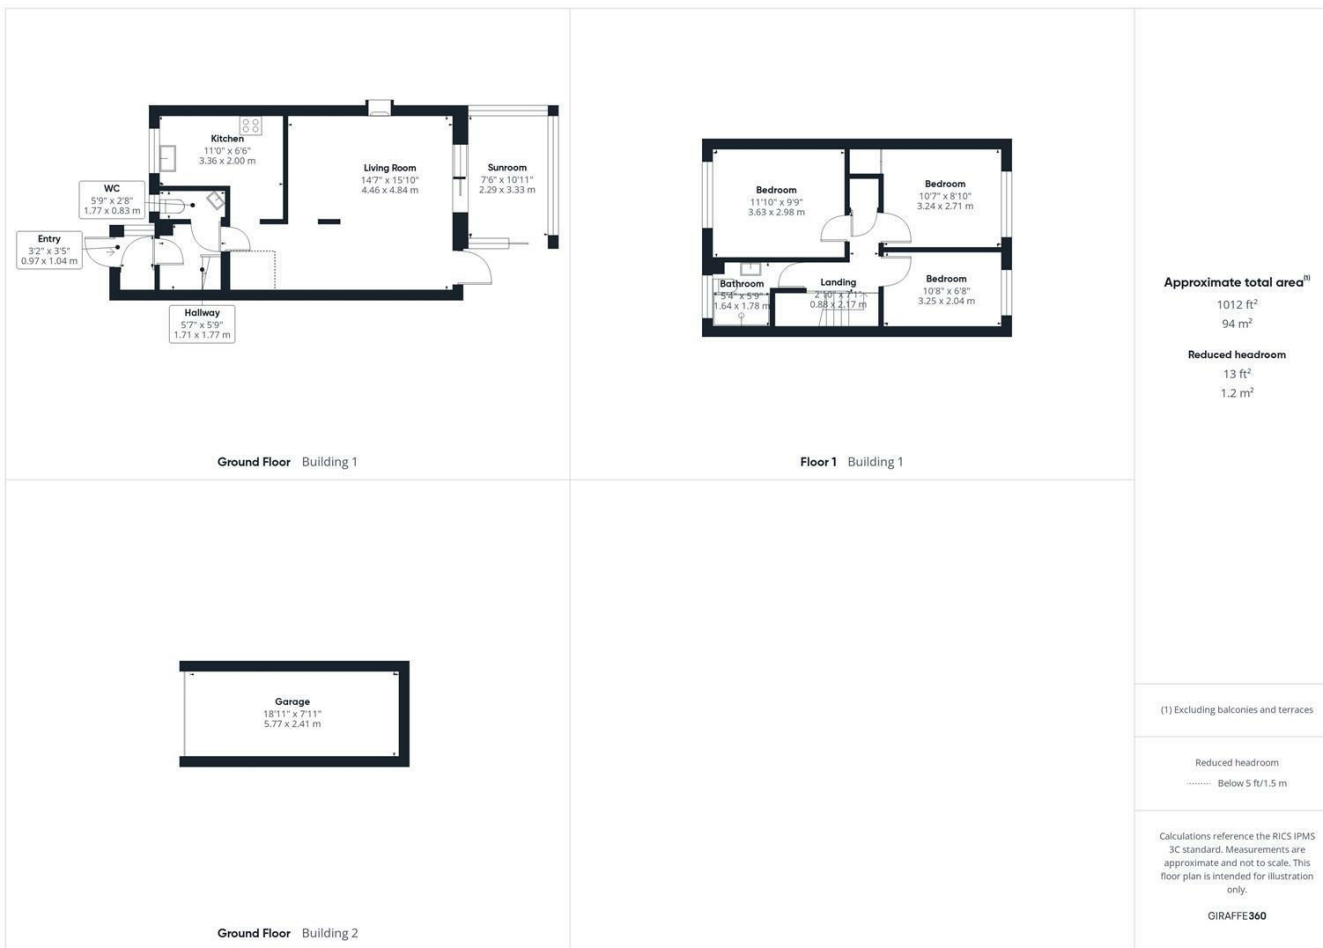 Kitchen
11'0" x 6'6"
3.36 x 2.00 m
WC
5'9" x 2'8"
1.77 x 0.83 m
Entry
3'2" x 3'5"
0.97 x 1.04 m
Hallway
5'7" x 5'9"
1.71 x 1.77 m
Living Room
14'7" x 15'10"
4.46 x 4.84 m
Sunroom
7'6" x 10'11"
2.29 x 3.33 m
Ground Floor Building 1
Bedroom
11'10" x 9'9"
3.63 x 2.98 m
Bedroom
10'7" x 8'10"
3.24 x 2.71 m
Bathroom
5'4" x 5'9"
1.64 x 1.78 m
Landing
2'10" x 7'1"
0.88 x 2.17 m
Bedroom
10'8" x 6'8"
3.25 x 2.04 m
Floor 1 Building 1
Garage
18'11" x 7'11"
5.77 x 2.41 m
Ground Floor Building 2
Approximate total area(1)
1012 ft²
94 m²
Reduced headroom
13 ft²
1.2 m²
(1) Excluding balconies and terraces
Reduced headroom
Below 5 ft/1.5 m
Calculations reference the RICS IPMS
3C standard. Measurements are
approximate and not to scale. This
floor plan is intended for illustration
only.
GIRAFFE360